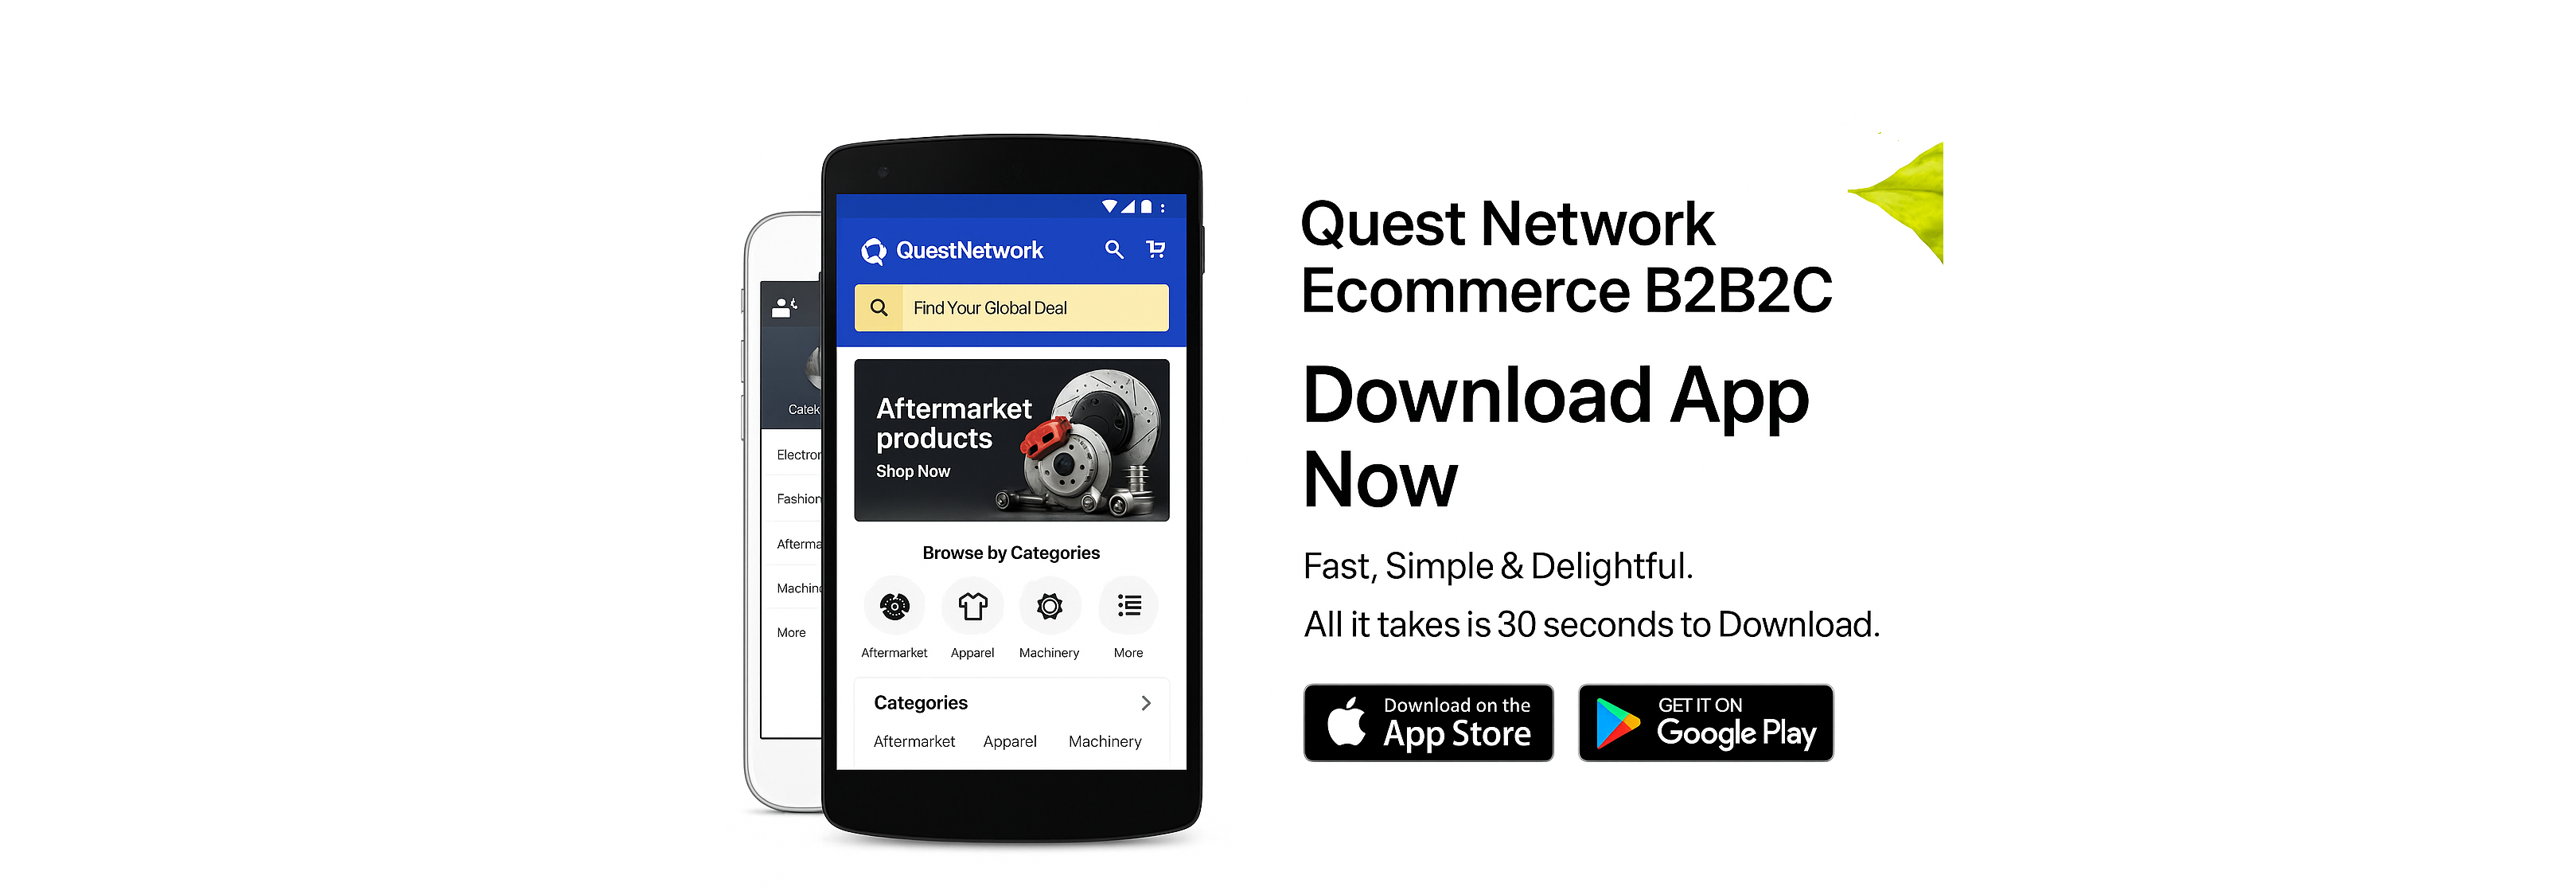 QuestNetwork
Find Your Global Deal
Aftermarket
products
Shop Now
Browse by Categories
Aftermarket Apparel Machinery More
Categories
Aftermarket Apparel Machinery
Catek
Electron
Fashion
Afterma
Machine
More
Quest Network
Ecommerce B2B2C
Download App
Now
Fast, Simple & Delightful.
All it takes is 30 seconds to Download.
Download on the
App Store
GET IT ON
Google Play